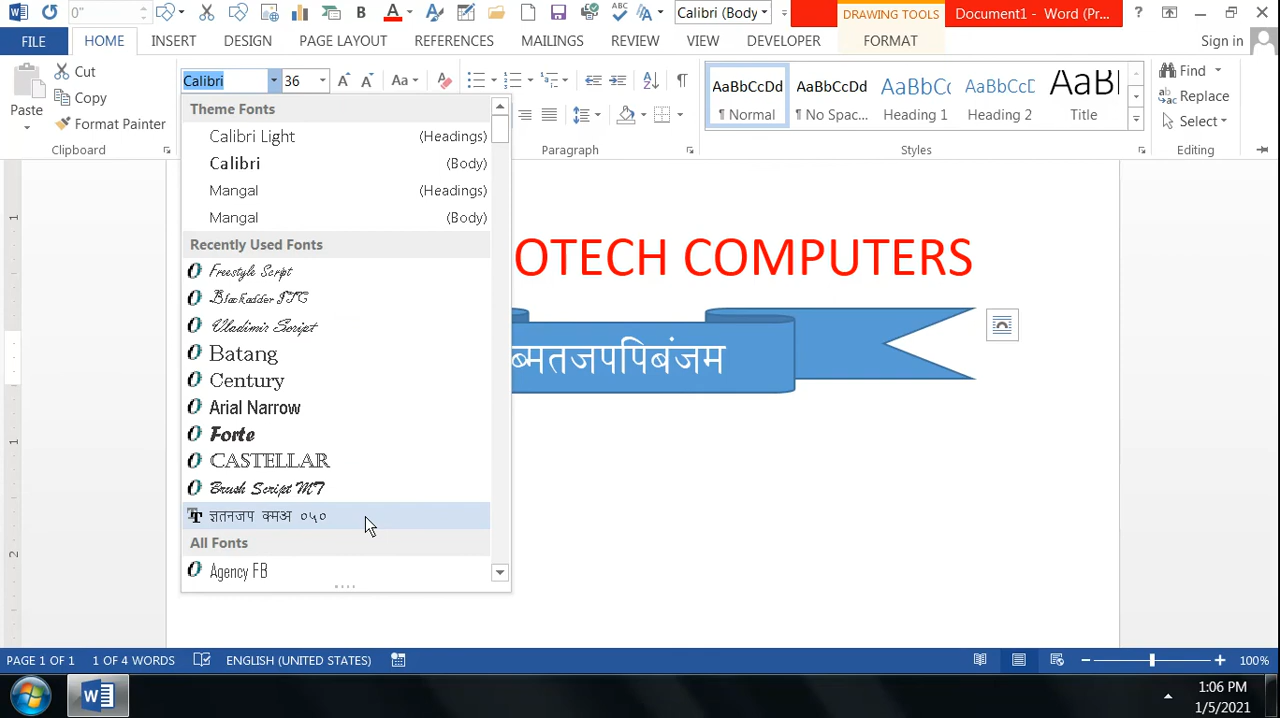 0"
Calibri (Body
DRAWING TOOLS
Document1 - Word (Pr...
FILE
HOME
INSERT
DESIGN
PAGE LAYOUT
REFERENCES
MAILINGS
REVIEW
VIEW
DEVELOPER
FORMAT
Sign in
Paste
Cut
Copy
Format Painter
Clipboard
Calibri
36
Aa
Paragraph
AaBbCcDd
¶ Normal
AaBbCcDd
¶ No Spac...
AaBbCc
Heading 1
AaBbCcD
Heading 2
AaB
Title
Styles
Find
Replace
Select
Editing
Theme Fonts
Calibri Light (Headings)
Calibri (Body)
Mangal (Headings)
Mangal (Body)
Recently Used Fonts
Freestyle Script
Blackadder ITC
Vladimir Script
Batang
Century
Arial Narrow
Forte
CASTELLAR
Brush Script MT
ज्ञतनजप क्मअ ०५०
All Fonts
Agency FB
OTECH COMPUTERS
ब्मतजपपिबंजम
PAGE 1 OF 1
1 OF 4 WORDS
ENGLISH (UNITED STATES)
100%
1:06 PM
1/5/2021